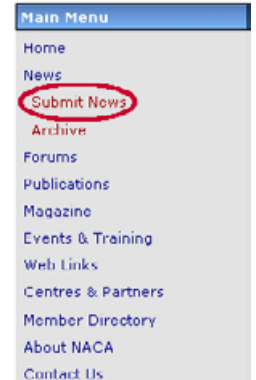 Main Menu
Home
News
Submit News
Archive
Forums
Publications
Magazine
Events & Training
Web Links
Centres & Partners
Member Directory
About NACA
Contact Us